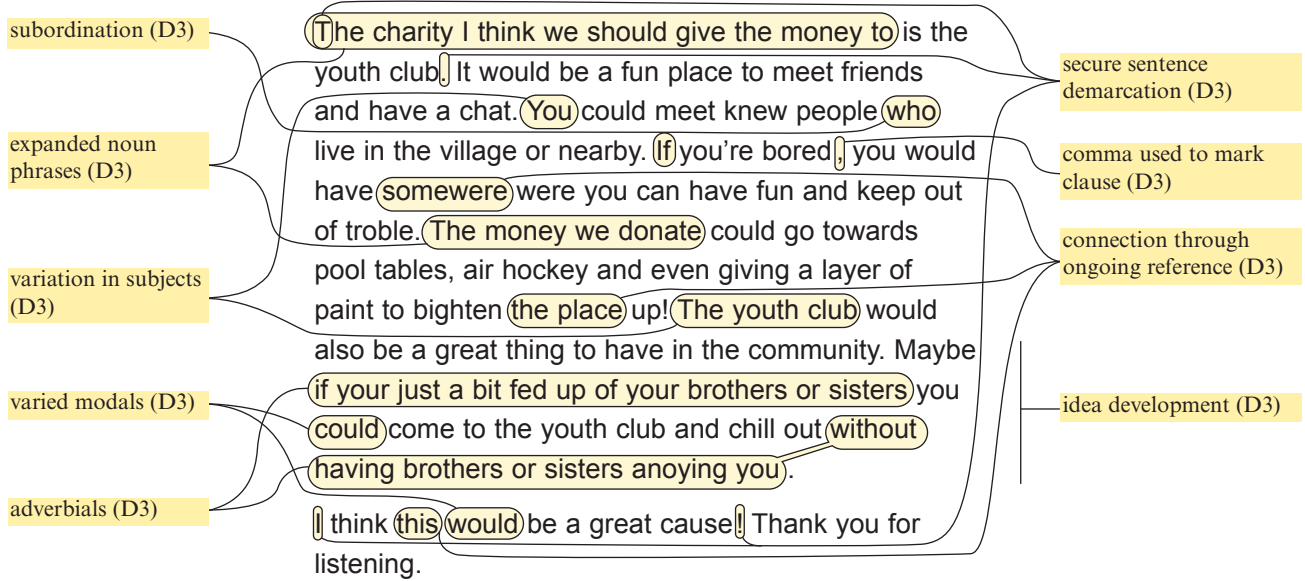 subordination (D3)
expanded noun
phrases (D3)
variation in subjects
(D3)
varied modals (D3)
adverbials (D3)
The charity I think we should give the money to is the
youth club. It would be a fun place to meet friends
and have a chat. You could meet knew people who
live in the village or nearby. If you're bored, you would
have somewere were you can have fun and keep out
of troble. The money we donate could go towards
pool tables, air hockey and even giving a layer of
paint to bighten the place up! The youth club would
also be a great thing to have in the community. Maybe
if your just a bit fed up of your brothers or sisters you
could come to the youth club and chill out without
having brothers or sisters anoying you.
I think this would be a great cause! Thank you for
listening.
secure sentence
demarcation (D3)
comma used to mark
clause (D3)
connection through
ongoing reference (D3)
idea development (D3)